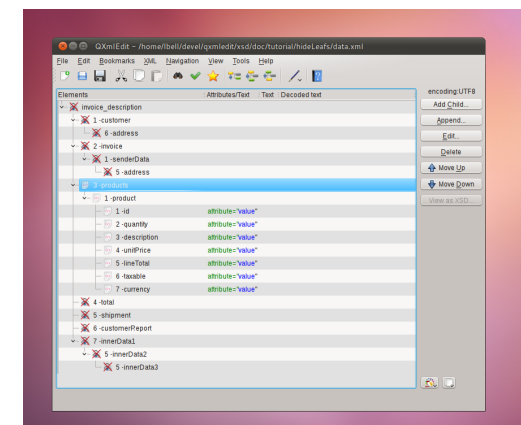 QXmlEdit - /home/lbell/devel/qxmledit/xsd/doc/tutorial/hideLeafs/data.xml
File Edit Bookmarks XML Navigation View Tools Help
Elements Attributes/Text Text Decoded text
encoding:UTF8
invoice_description
Add Child...
1 -customer
Append...
6 -address
Edit...
2 -invoice
Delete
1 -senderData
Move Up
5 -address
Move Down
3 -products
View as XSD...
1 -product
1 -id attribute="value"
2 -quantity attribute="value"
3 -description attribute="value"
4 -unitPrice attribute="value"
5 -lineTotal attribute="value"
6 -taxable attribute="value"
7 -currency attribute="value"
4 -total
5 -shipment
6 -customerReport
7 -innerData1
5 -innerData2
5 -innerData3